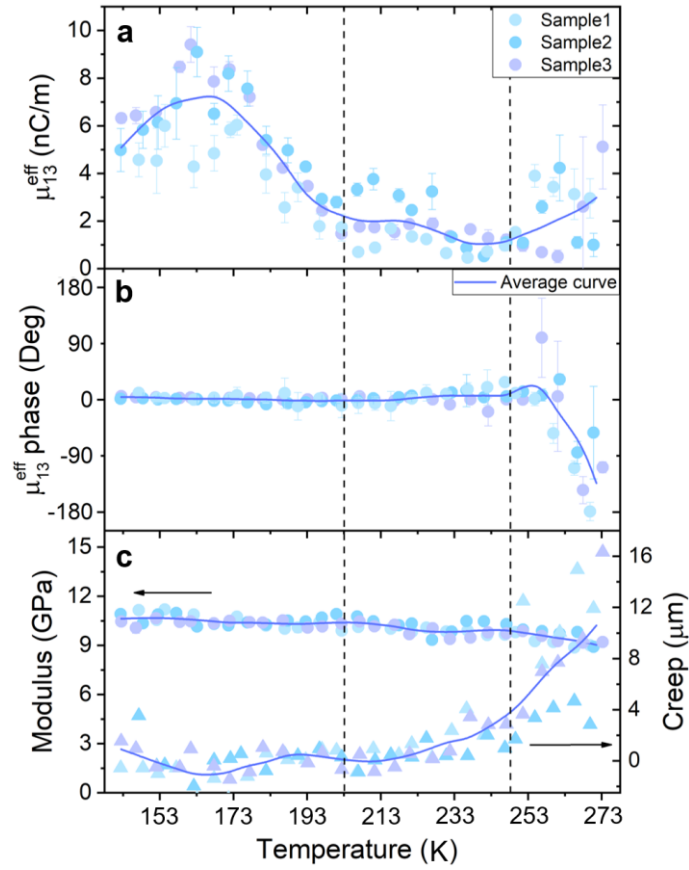 a
Sample1
Sample2
Sample3
10
8
6
4
2
0
μ₁₃ᵉᶠᶠ (nC/m)
b
Average curve
180
90
0
-90
-180
μ₁₃ᵉᶠᶠ phase (Deg)
c
15
12
9
6
3
0
Modulus (GPa)
16
12
8
4
0
Creep (μm)
153 173 193 213 233 253 273
Temperature (K)